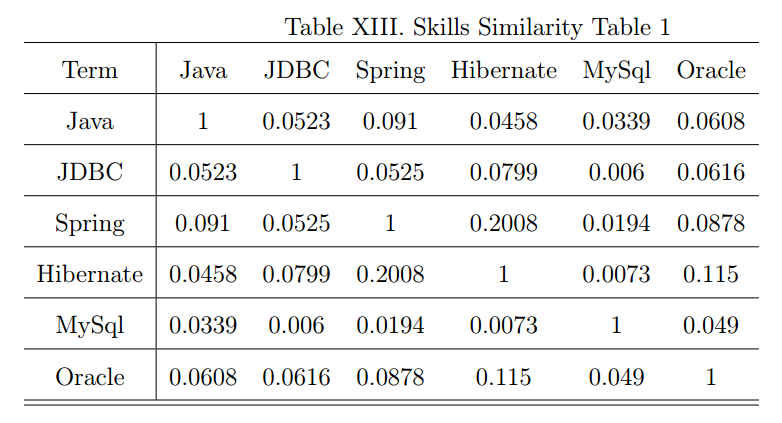 Table XIII. Skills Similarity Table 1
Term Java JDBC Spring Hibernate MySql Oracle
Java 1 0.0523 0.091 0.0458 0.0339 0.0608
JDBC 0.0523 1 0.0525 0.0799 0.006 0.0616
Spring 0.091 0.0525 1 0.2008 0.0194 0.0878
Hibernate 0.0458 0.0799 0.2008 1 0.0073 0.115
MySql 0.0339 0.006 0.0194 0.0073 1 0.049
Oracle 0.0608 0.0616 0.0878 0.115 0.049 1